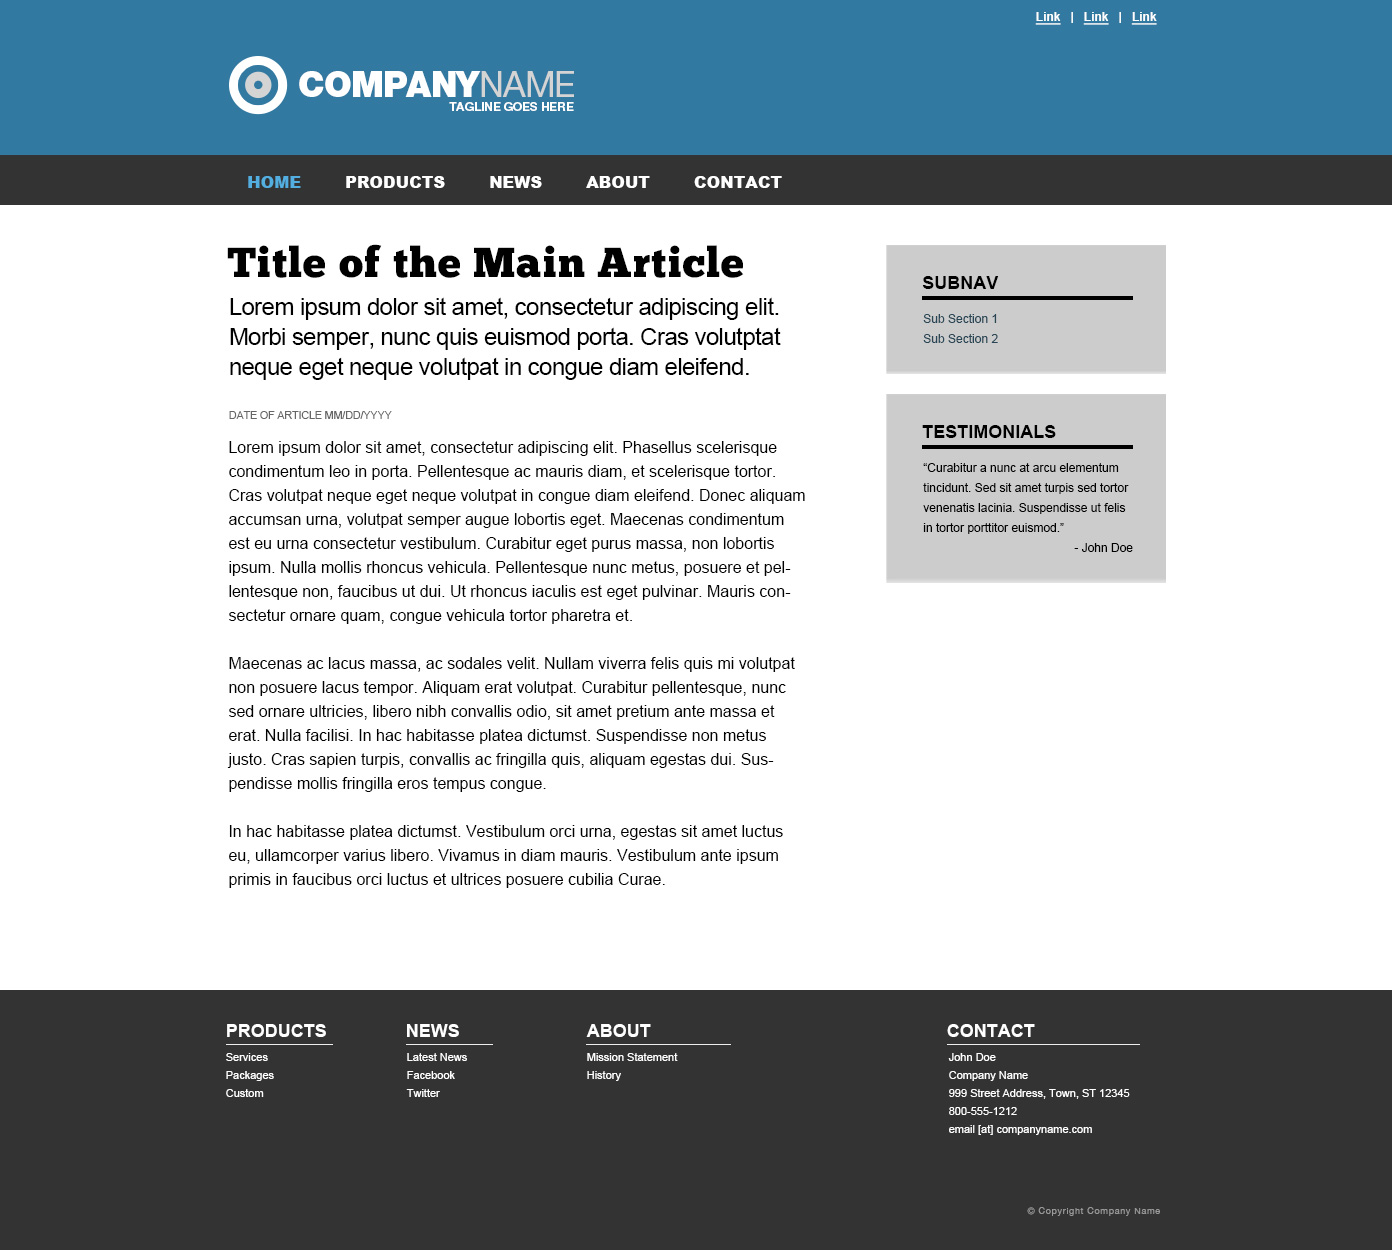 Link | Link | Link
COMPANYNAME
TAGLINE GOES HERE
HOME PRODUCTS NEWS ABOUT CONTACT
Title of the Main Article
Lorem ipsum dolor sit amet, consectetur adipiscing elit.
Morbi semper, nunc quis euismod porta. Cras volutptat
neque eget neque volutpat in congue diam eleifend.
DATE OF ARTICLE MM/DD/YYYY
Lorem ipsum dolor sit amet, consectetur adipiscing elit. Phasellus scelerisque
condimentum leo in porta. Pellentesque ac mauris diam, et scelerisque tortor.
Cras volutpat neque eget neque volutpat in congue diam eleifend. Donec aliquam
accumsan urna, volutpat semper augue lobortis eget. Maecenas condimentum
est eu urna consectetur vestibulum. Curabitur eget purus massa, non lobortis
ipsum. Nulla mollis rhoncus vehicula. Pellentesque nunc metus, posuere et pel-
lentesque non, faucibus ut dui. Ut rhoncus iaculis est eget pulvinar. Mauris con-
sectetur ornare quam, congue vehicula tortor pharetra et.
Maecenas ac lacus massa, ac sodales velit. Nullam viverra felis quis mi volutpat
non posuere lacus tempor. Aliquam erat volutpat. Curabitur pellentesque, nunc
sed ornare ultricies, libero nibh convallis odio, sit amet pretium ante massa et
erat. Nulla facilisi. In hac habitasse platea dictumst. Suspendisse non metus
justo. Cras sapien turpis, convallis ac fringilla quis, aliquam egestas dui. Sus-
pendisse mollis fringilla eros tempus congue.
In hac habitasse platea dictumst. Vestibulum orci urna, egestas sit amet luctus
eu, ullamcorper varius libero. Vivamus in diam mauris. Vestibulum ante ipsum
primis in faucibus orci luctus et ultrices posuere cubilia Curae.
SUBNAV
Sub Section 1
Sub Section 2
TESTIMONIALS
“Curabitur a nunc at arcu elementum
tincidunt. Sed sit amet turpis sed tortor
venenatis lacinia. Suspendisse ut felis
in tortor porttitor euismod.”
- John Doe
PRODUCTS
Services
Packages
Custom
NEWS
Latest News
Facebook
Twitter
ABOUT
Mission Statement
History
CONTACT
John Doe
Company Name
999 Street Address, Town, ST 12345
800-555-1212
email [at] companyname.com
© Copyright Company Name